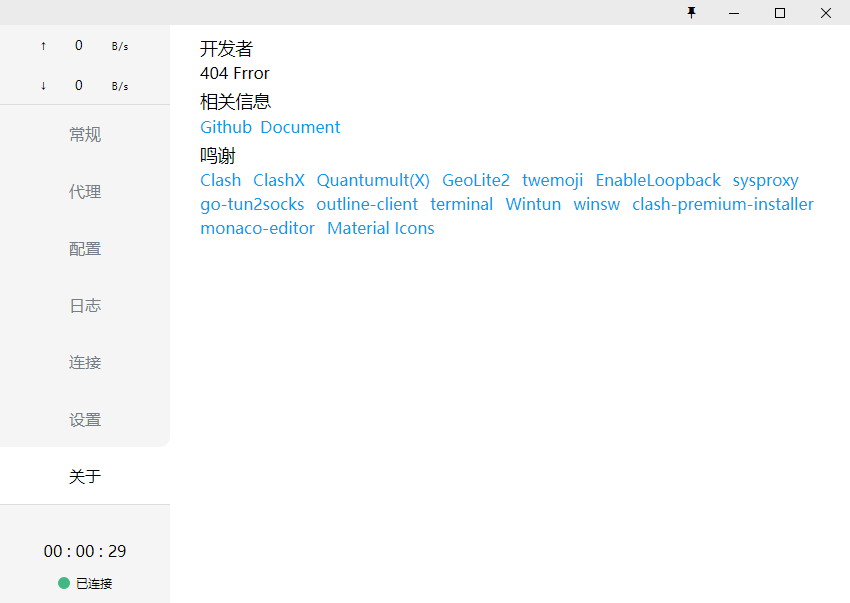 ↑ 0 B/s
↓ 0 B/s
常规
代理
配置
日志
连接
设置
关于
00 : 00 : 29
已连接
开发者
404 Frror
相关信息
Github Document
鸣谢
Clash ClashX Quantumult(X) GeoLite2 twemoji EnableLoopback sysproxy
go-tun2socks outline-client terminal Wintun winsw clash-premium-installer
monaco-editor Material Icons